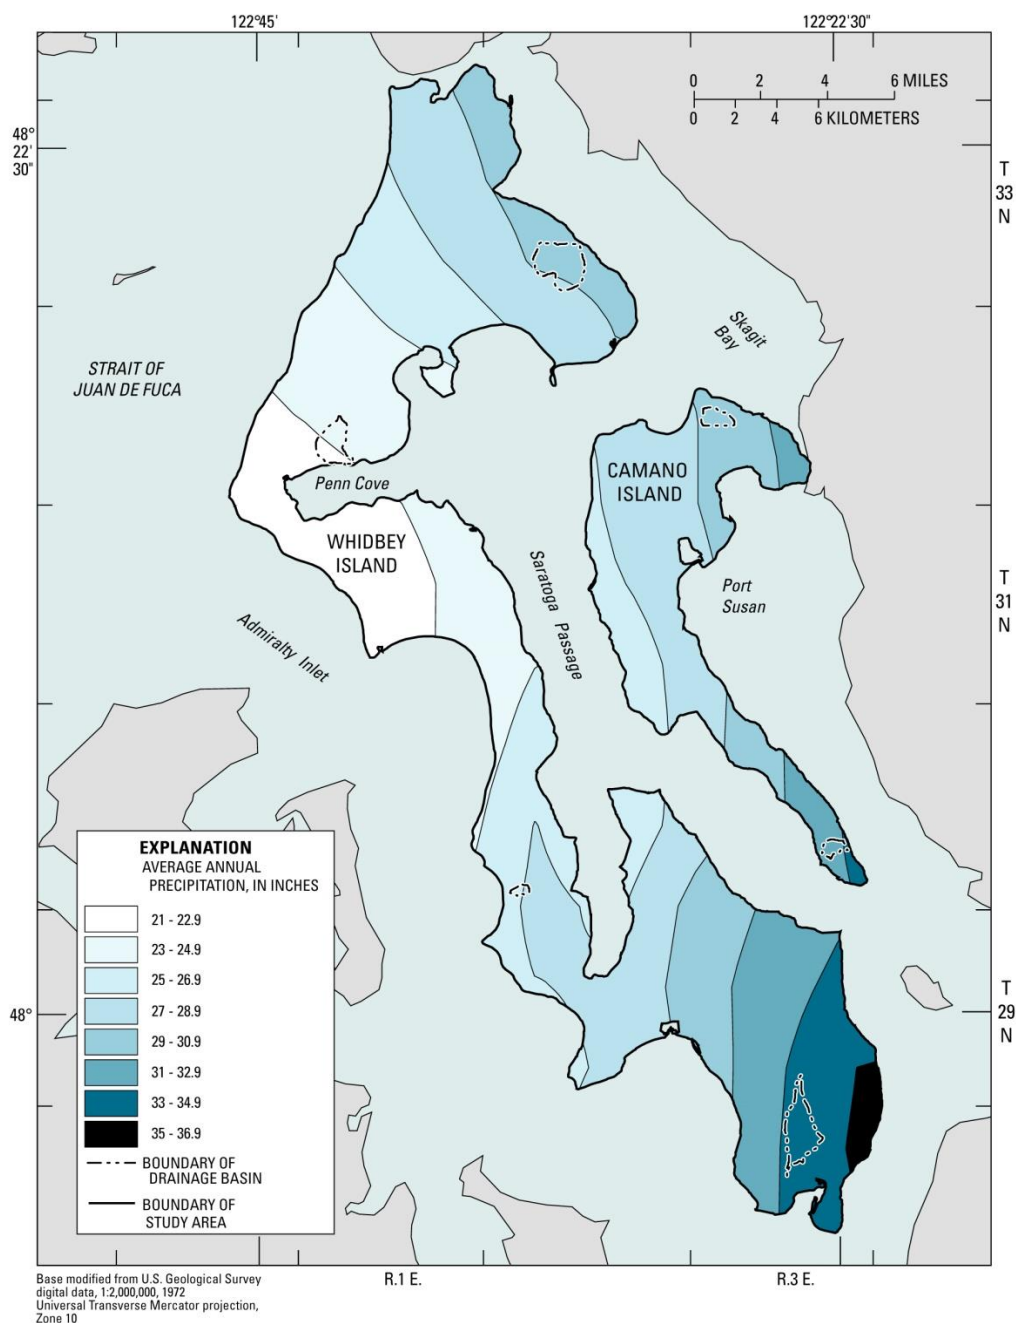 122°45'
122°22'30"
0 2 4 6 MILES
0 2 4 6 KILOMETERS
48°
22'
30"
T
33
N
STRAIT OF
JUAN DE FUCA
Skagit
Bay
CAMANO
ISLAND
Penn Cove
WHIDBEY
ISLAND
Saratoga Passage
Port
Susan
T
31
N
Admiralty Inlet
EXPLANATION
AVERAGE ANNUAL
PRECIPITATION, IN INCHES
21 - 22.9
23 - 24.9
25 - 26.9
27 - 28.9
29 - 30.9
31 - 32.9
33 - 34.9
35 - 36.9
BOUNDARY OF
DRAINAGE BASIN
BOUNDARY OF
STUDY AREA
48°
T
29
N
R.1 E.
R.3 E.
Base modified from U.S. Geological Survey
digital data, 1:2,000,000, 1972
Universal Transverse Mercator projection,
Zone 10